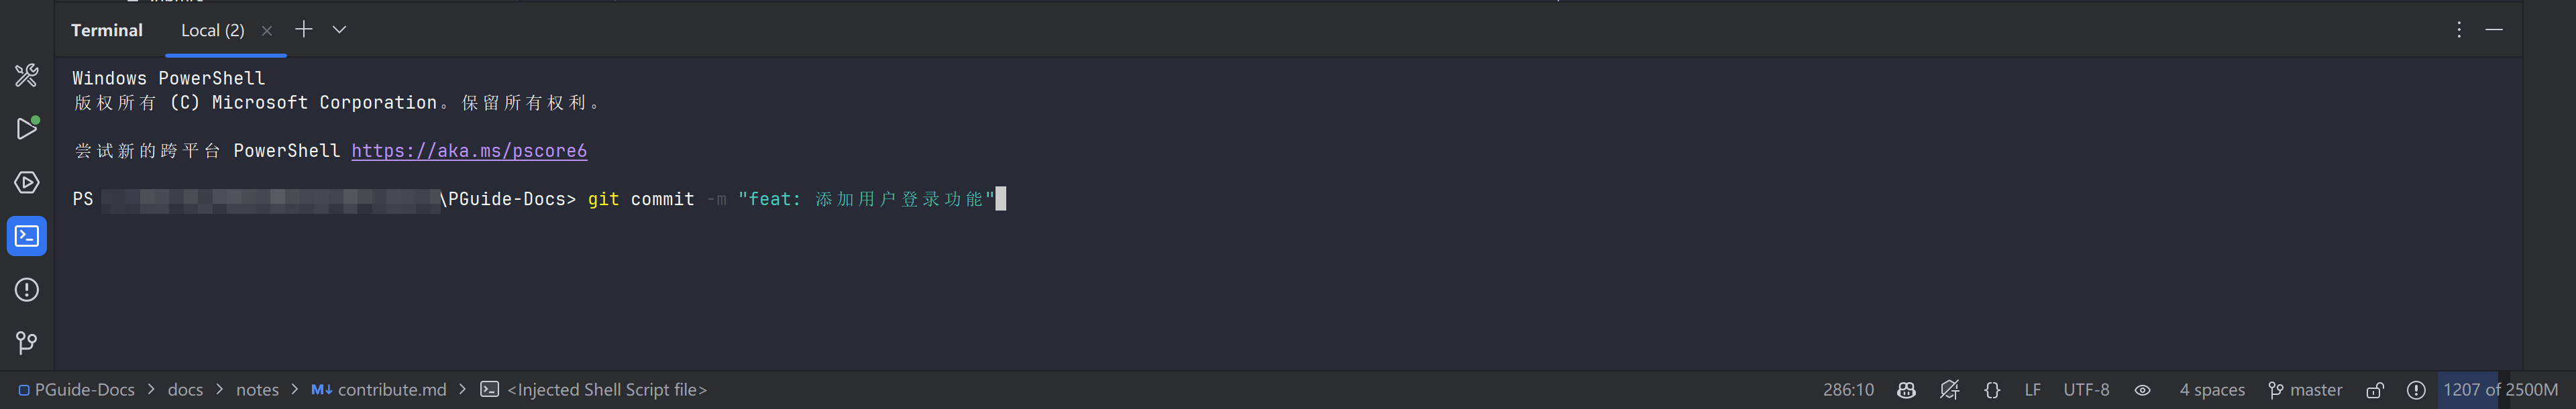 Terminal Local (2)
Windows PowerShell
版权所有 (C) Microsoft Corporation。保留所有权利。
尝试新的跨平台 PowerShell https://aka.ms/pscore6
PS \PGuide-Docs> git commit -m "feat: 添加用户登录功能"
PGuide-Docs > docs > notes > M↓ contribute.md > <Injected Shell Script file>
286:10 {} LF UTF-8 4 spaces master 1207 of 2500M